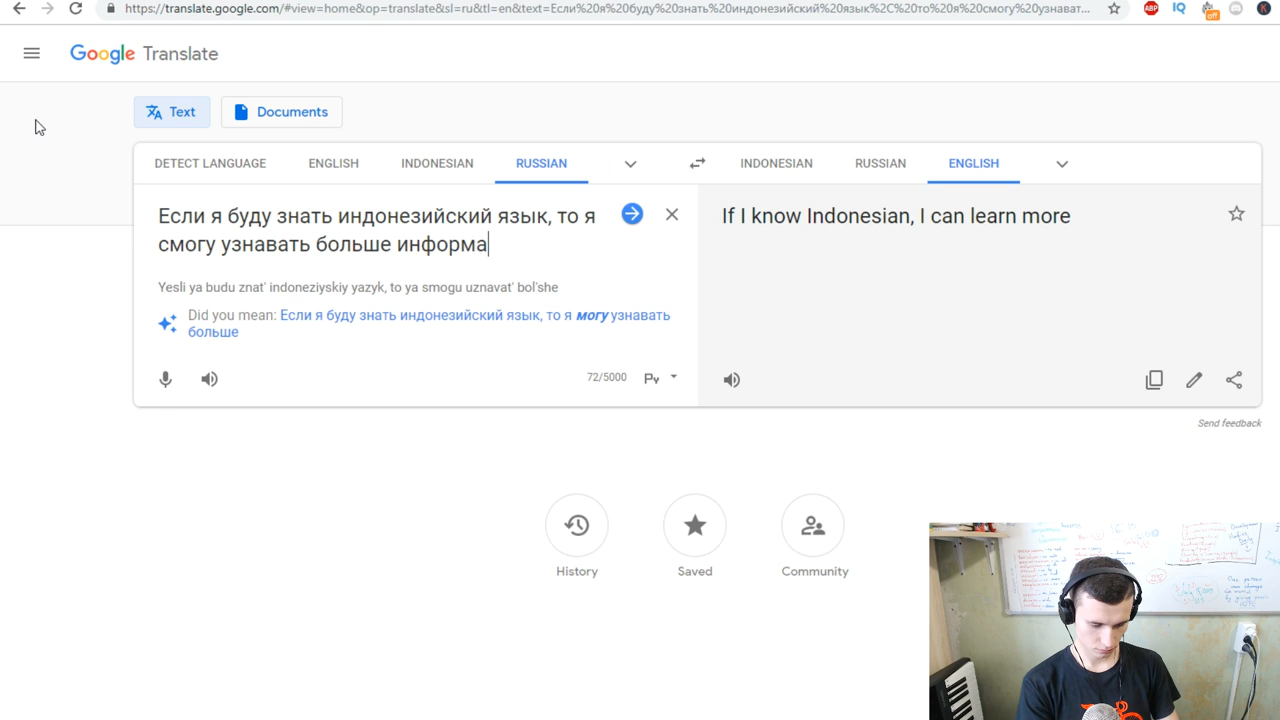 https://translate.google.com/#view=home&op=translate&sl=ru&tl=en&text=Если%20я%20буду%20знать%20индонезийский%20язык%2C%20то%20я%20смогу%20узнават...
ABP
IQ
off
K
Google Translate
Text
Documents
DETECT LANGUAGE
ENGLISH
INDONESIAN
RUSSIAN
INDONESIAN
RUSSIAN
ENGLISH
Если я буду знать индонезийский язык, то я
смогу узнавать больше информа
If I know Indonesian, I can learn more
Yesli ya budu znat' indoneziyskiy yazyk, to ya smogu uznavat' bol'she
Did you mean: Если я буду знать индонезийский язык, то я могу узнавать
больше
72/5000
Ру
Send feedback
History
Saved
Community